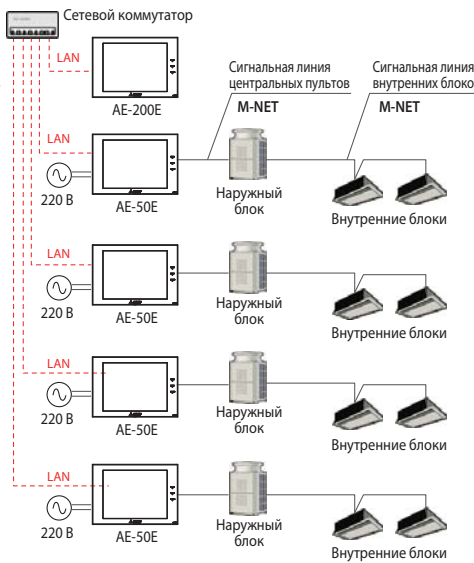 Сетевой коммутатор
LAN
AE-200E
Сигнальная линия
центральных пультов
M-NET
Сигнальная линия
внутренних блоко
M-NET
LAN
220 В
AE-50E
Наружный
блок
Внутренние блоки
LAN
220 В
AE-50E
Наружный
блок
Внутренние блоки
LAN
220 В
AE-50E
Наружный
блок
Внутренние блоки
LAN
220 В
AE-50E
Наружный
блок
Внутренние блоки